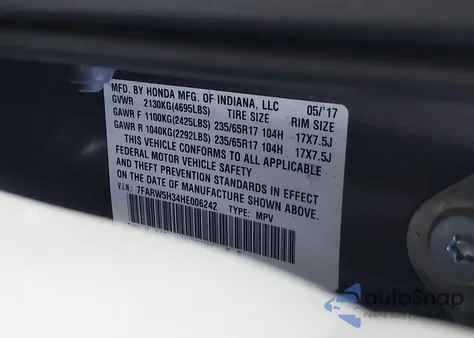 MFD. BY HONDA MFG. OF INDIANA, LLC 05/'17
GVWR 2130KG(4695LBS) TIRE SIZE RIM SIZE
GAWR F 1100KG(2425LBS) 235/65R17 104H 17X7.5J
GAWR R 1040KG(2292LBS) 235/65R17 104H 17X7.5J
THIS VEHICLE CONFORMS TO ALL APPLICABLE
FEDERAL MOTOR VEHICLE SAFETY
AND THEFT PREVENTION STANDARDS IN EFFECT
ON THE DATE OF MANUFACTURE SHOWN ABOVE.
V.I.N: 7FARW5H34HE006242 TYPE: MPV
autoSnap